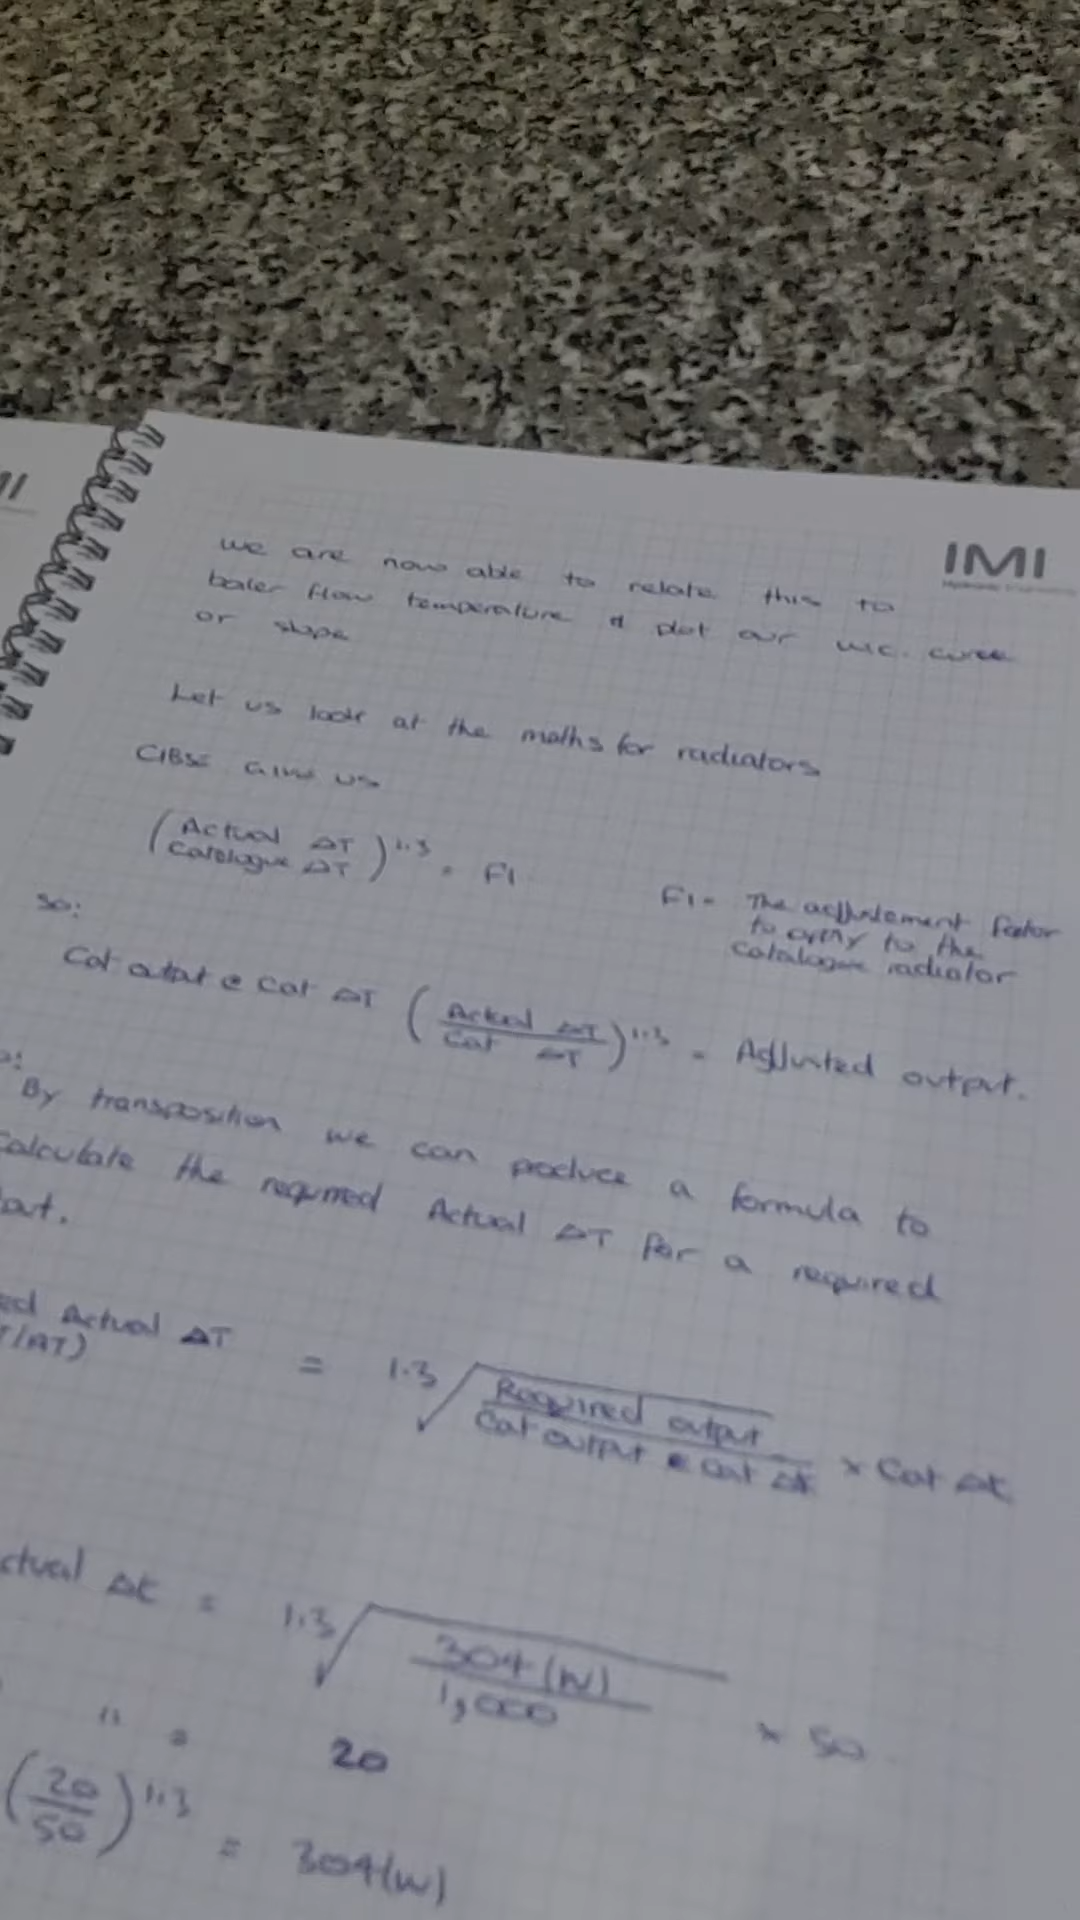 IMI
we are now able to relate this to
boiler flow temperature & plot our w.c. curve
or slope
Let us look at the maths for radiators
CIBSE Give us
(Actual ΔT / Catalogue ΔT)^1.3 = F1
F1 = The adjustement factor
to apply to the
catalogue radiator
So:
Cat output @ Cat ΔT (Actual ΔT / Cat ΔT)^1.3 = Adjusted output.
By transposition we can produce a formula to
Calculate the required Actual ΔT for a required
put.
ed Actual ΔT
T/AT)
= 1.3√(Required output / Cat output @ Cat Δt) × Cat Δt
ctual Δt = 1.3√(304(W) / 1,000) × 50
" = 20
(20/50)^1.3 = 304(W)